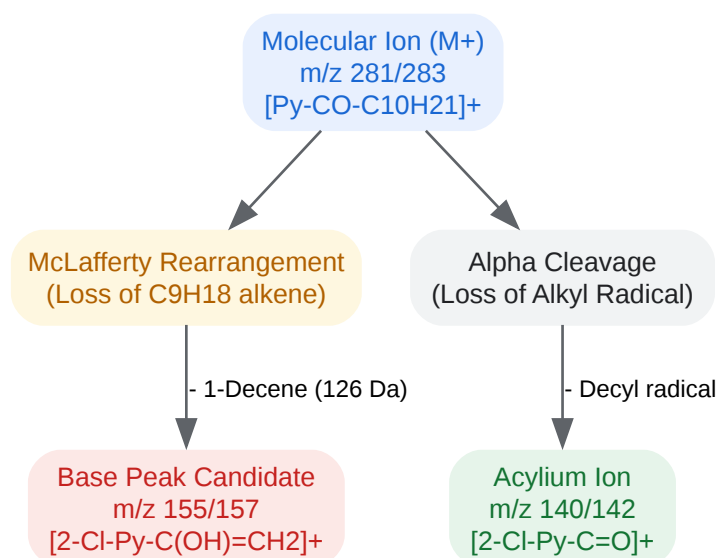 Molecular Ion (M+)
m/z 281/283
[Py-CO-C10H21]+
McLafferty Rearrangement
(Loss of C9H18 alkene)
Alpha Cleavage
(Loss of Alkyl Radical)
- 1-Decene (126 Da)
- Decyl radical
Base Peak Candidate
m/z 155/157
[2-Cl-Py-C(OH)=CH2]+
Acylium Ion
m/z 140/142
[2-Cl-Py-C=O]+